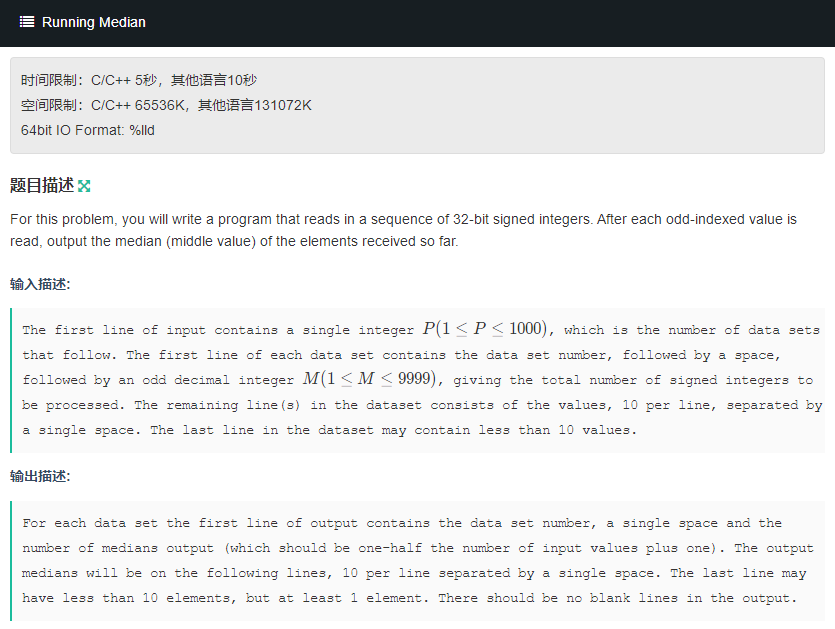 Running Median
时间限制：C/C++ 5秒，其他语言10秒
空间限制：C/C++ 65536K，其他语言131072K
64bit IO Format: %lld
题目描述
For this problem, you will write a program that reads in a sequence of 32-bit signed integers. After each odd-indexed value is
read, output the median (middle value) of the elements received so far.
输入描述:
The first line of input contains a single integer P(1 ≤ P ≤ 1000), which is the number of data sets
that follow. The first line of each data set contains the data set number, followed by a space,
followed by an odd decimal integer M(1 ≤ M ≤ 9999), giving the total number of signed integers to
be processed. The remaining line(s) in the dataset consists of the values, 10 per line, separated by
a single space. The last line in the dataset may contain less than 10 values.
输出描述:
For each data set the first line of output contains the data set number, a single space and the
number of medians output (which should be one-half the number of input values plus one). The output
medians will be on the following lines, 10 per line separated by a single space. The last line may
have less than 10 elements, but at least 1 element. There should be no blank lines in the output.